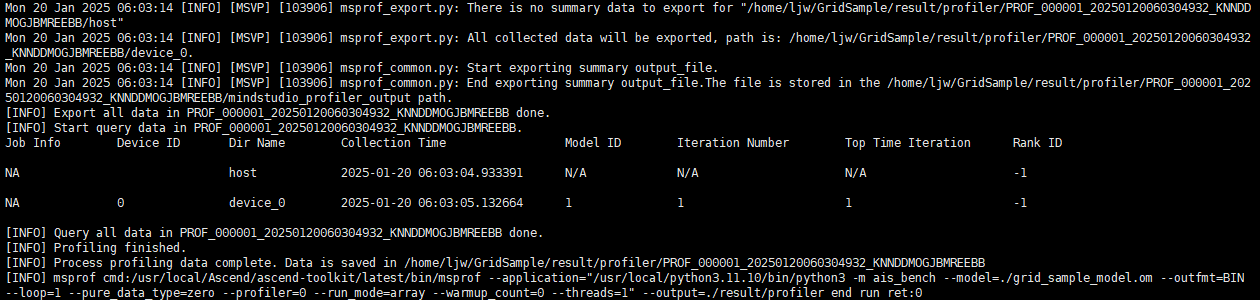 Mon 20 Jan 2025 06:03:14 [INFO] [MSVP] [103906] msprof_export.py: There is no summary data to export for "/home/ljw/GridSample/result/profiler/PROF_000001_20250120060304932_KNNDD
MOGJBMREEBB/host"
Mon 20 Jan 2025 06:03:14 [INFO] [MSVP] [103906] msprof_export.py: All collected data will be exported, path is: /home/ljw/GridSample/result/profiler/PROF_000001_20250120060304932
_KNNDDMOGJBMREEBB/device_0.
Mon 20 Jan 2025 06:03:14 [INFO] [MSVP] [103906] msprof_common.py: Start exporting summary output_file.
Mon 20 Jan 2025 06:03:14 [INFO] [MSVP] [103906] msprof_common.py: End exporting summary output_file.The file is stored in the /home/ljw/GridSample/result/profiler/PROF_000001_202
50120060304932_KNNDDMOGJBMREEBB/mindstudio_profiler_output path.
[INFO] Export all data in PROF_000001_20250120060304932_KNNDDMOGJBMREEBB done.
[INFO] Start query data in PROF_000001_20250120060304932_KNNDDMOGJBMREEBB.
Job Info Device ID Dir Name Collection Time Model ID Iteration Number Top Time Iteration Rank ID
NA host 2025-01-20 06:03:04.933391 N/A N/A N/A -1
NA 0 device_0 2025-01-20 06:03:05.132664 1 1 1 -1
[INFO] Query all data in PROF_000001_20250120060304932_KNNDDMOGJBMREEBB done.
[INFO] Profiling finished.
[INFO] Process profiling data complete. Data is saved in /home/ljw/GridSample/result/profiler/PROF_000001_20250120060304932_KNNDDMOGJBMREEBB
[INFO] msprof cmd:/usr/local/Ascend/ascend-toolkit/latest/bin/msprof --application="/usr/local/python3.11.10/bin/python3 -m ais_bench --model=./grid_sample_model.om --outfmt=BIN
--loop=1 --pure_data_type=zero --profiler=0 --run_mode=array --warmup_count=0 --threads=1" --output=./result/profiler end run ret:0